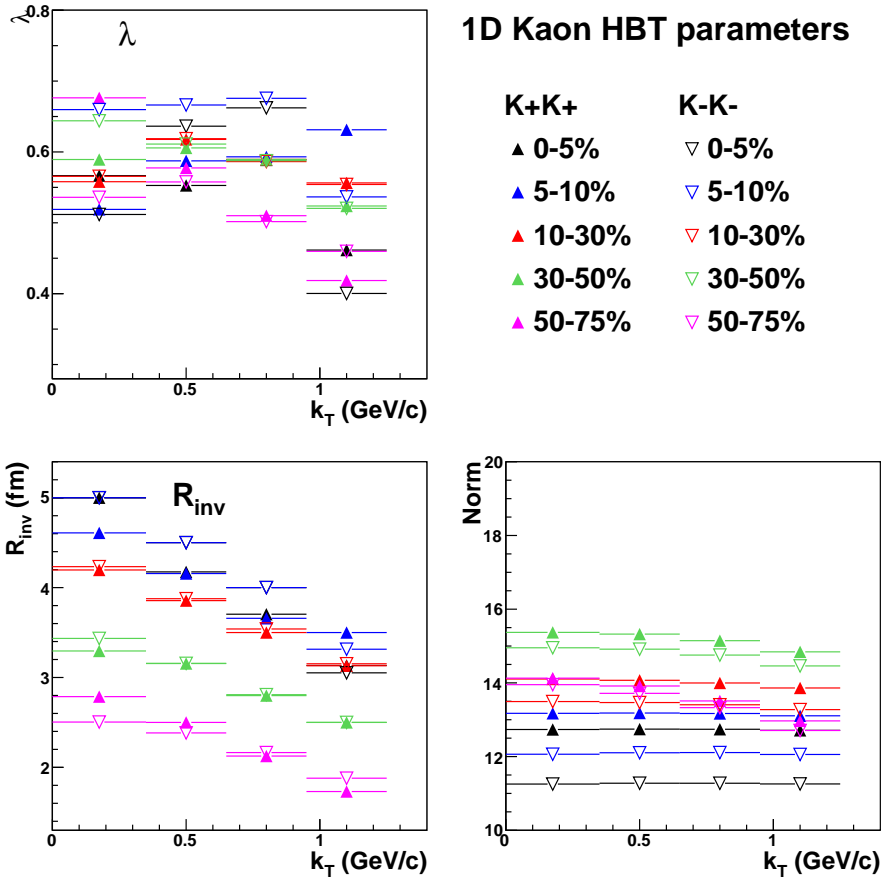 λ
λ
0.8
0.6
0.4
0
0.5
1
k_T (GeV/c)
1D Kaon HBT parameters
K+K+ K-K-
0-5% 0-5%
5-10% 5-10%
10-30% 10-30%
30-50% 30-50%
50-75% 50-75%
R_inv (fm)
R_inv
5
4
3
2
0
0.5
1
k_T (GeV/c)
Norm
20
18
16
14
12
10
0
0.5
1
k_T (GeV/c)